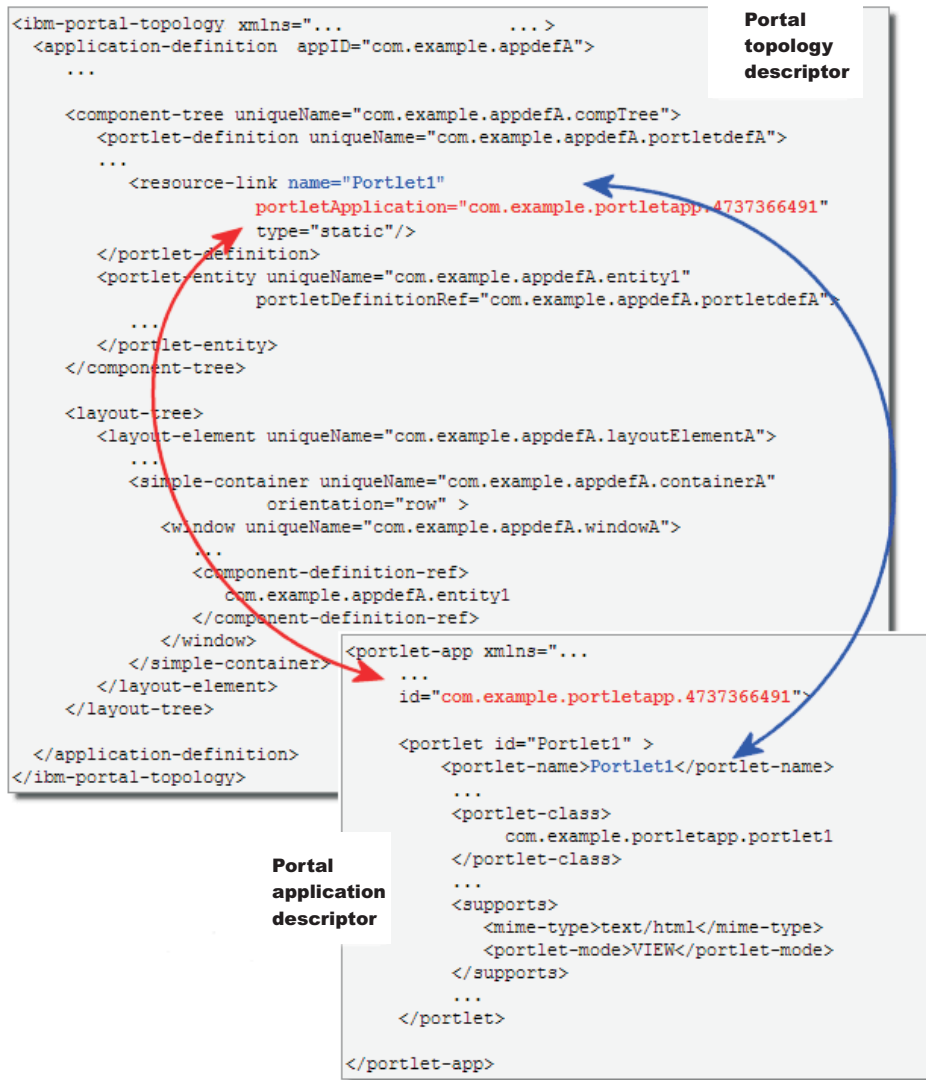 <ibm-portal-topology xmlns="... ...>
<application-definition appID="com.example.appdefA">
...
<component-tree uniqueName="com.example.appdefA.compTree">
<portlet-definition uniqueName="com.example.appdefA.portletdefA">
...
<resource-link name="Portlet1"
portletApplication="com.example.portletapp.4737366491"
type="static"/>
</portlet-definition>
<portlet-entity uniqueName="com.example.appdefA.entity1"
portletDefinitionRef="com.example.appdefA.portletdefA">
...
</portlet-entity>
</component-tree>
<layout-tree>
<layout-element uniqueName="com.example.appdefA.layoutElementA">
...
<simple-container uniqueName="com.example.appdefA.containerA"
orientation="row" >
<window uniqueName="com.example.appdefA.windowA">
...
<component-definition-ref>
com.example.appdefA.entity1
</component-definition-ref>
</window>
</simple-container>
</layout-element>
</layout-tree>
</application-definition>
</ibm-portal-topology>
Portal
topology
descriptor
<portlet-app xmlns="...
...
id="com.example.portletapp.4737366491">
<portlet id="Portlet1" >
<portlet-name>Portlet1</portlet-name>
...
<portlet-class>
com.example.portletapp.portlet1
</portlet-class>
...
<supports>
<mime-type>text/html</mime-type>
<portlet-mode>VIEW</portlet-mode>
</supports>
...
</portlet>
</portlet-app>
Portal
application
descriptor